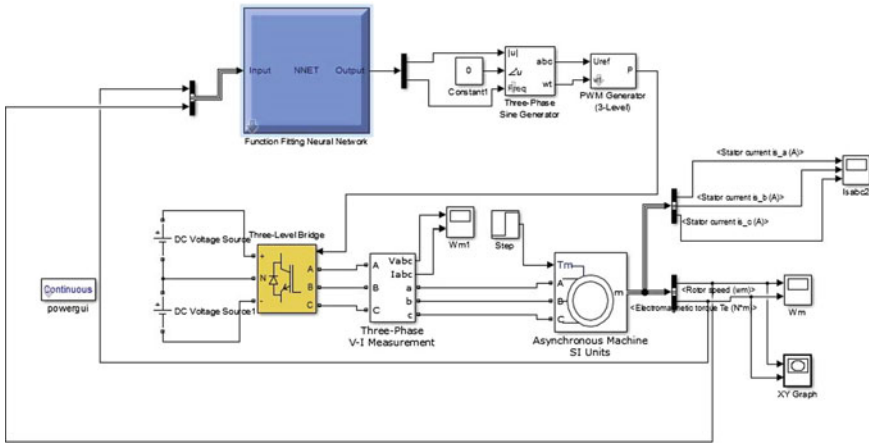 Input NNET Output
Function Fitting Neural Network
0
Constant1
|u|
∠u
Freq
abc
wt
Three-Phase
Sine Generator
Uref
wt
P
PWM Generator
(3-Level)
<Stator current is_a (A)>
<Stator current is_b (A)>
<Stator current is_c (A)>
Isabc2
Continuous
powergui
+
DC Voltage Source
+
DC Voltage Source1
Three-Level Bridge
+
N
-
A
B
C
A
B
C
Vabc
Iabc
a
b
c
Three-Phase
V-I Measurement
Wm1
Step
Tm
A
B
C
m
Asynchronous Machine
SI Units
<Rotor speed (wm)>
<Electromagnetic torque Te (N*m)>
Wm
XY Graph